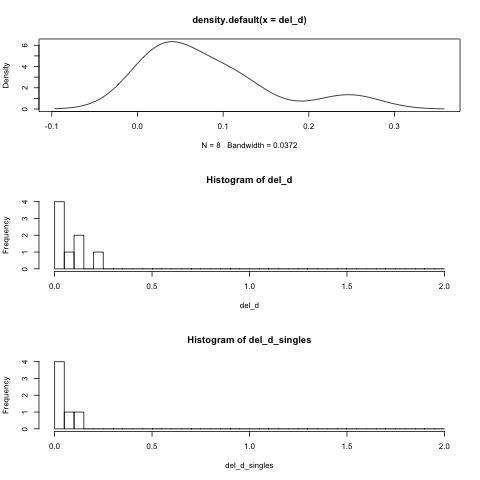 density.default(x = del_d)
Density
0 2 4 6
-0.1 0.0 0.1 0.2 0.3
N = 8 Bandwidth = 0.0372
Histogram of del_d
Frequency
0 1 2 3 4
0.0 0.5 1.0 1.5 2.0
del_d
Histogram of del_d_singles
Frequency
0 1 2 3 4
0.0 0.5 1.0 1.5 2.0
del_d_singles